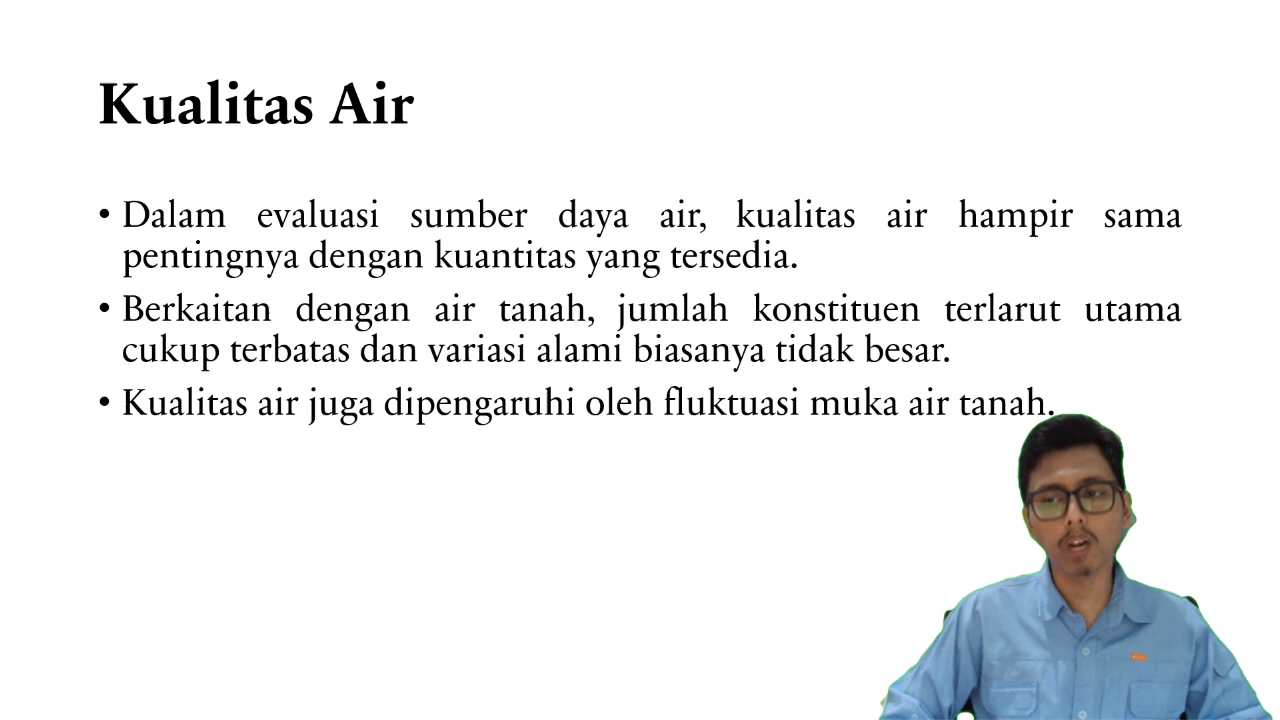 Kualitas Air
• Dalam evaluasi sumber daya air, kualitas air hampir sama
pentingnya dengan kuantitas yang tersedia.
• Berkaitan dengan air tanah, jumlah konstituen terlarut utama
cukup terbatas dan variasi alami biasanya tidak besar.
• Kualitas air juga dipengaruhi oleh fluktuasi muka air tanah.